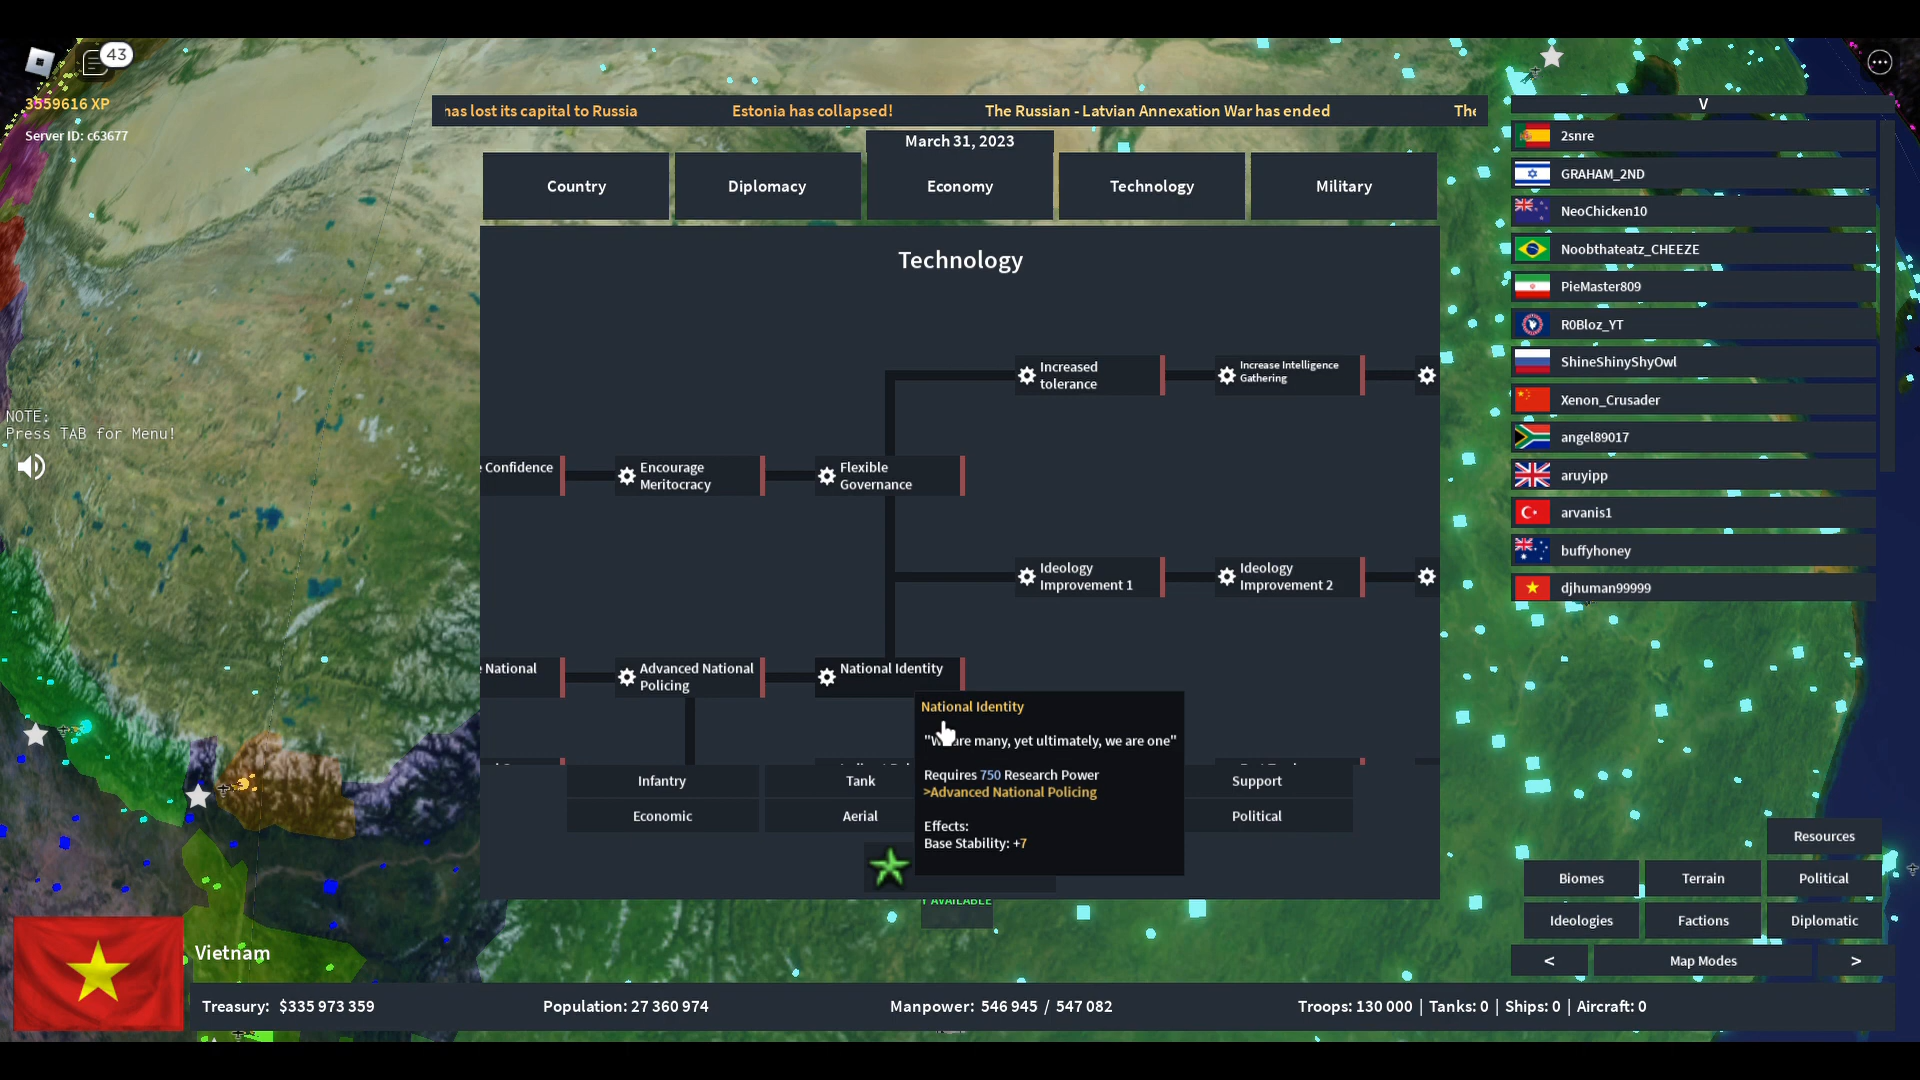 43
3559616 XP
Server ID: c63677
has lost its capital to Russia
Estonia has collapsed!
The Russian - Latvian Annexation War has ended
The
March 31, 2023
Country
Diplomacy
Economy
Technology
Military
Technology
Increased
tolerance
Increase Intelligence
Gathering
Confidence
Encourage
Meritocracy
Flexible
Governance
Ideology
Improvement 1
Ideology
Improvement 2
National
Advanced National
Policing
National Identity
National Identity
are many, yet ultimately, we are one"
Requires 750 Research Power
>Advanced National Policing
Effects:
Base Stability: +7
Infantry
Tank
Support
Economic
Aerial
Political
AVAILABLE
NOTE:
Press TAB for Menu!
V
2snre
GRAHAM_2ND
NeoChicken10
Noobthateatz_CHEEZE
PieMaster809
R0Bloz_YT
ShineShinyShyOwl
Xenon_Crusader
angel89017
aruyipp
arvanis1
buffyhoney
djhuman99999
Resources
Biomes
Terrain
Political
Ideologies
Factions
Diplomatic
<
Map Modes
>
Vietnam
Treasury: $335 973 359
Population: 27 360 974
Manpower: 546 945 / 547 082
Troops: 130 000 | Tanks: 0 | Ships: 0 | Aircraft: 0